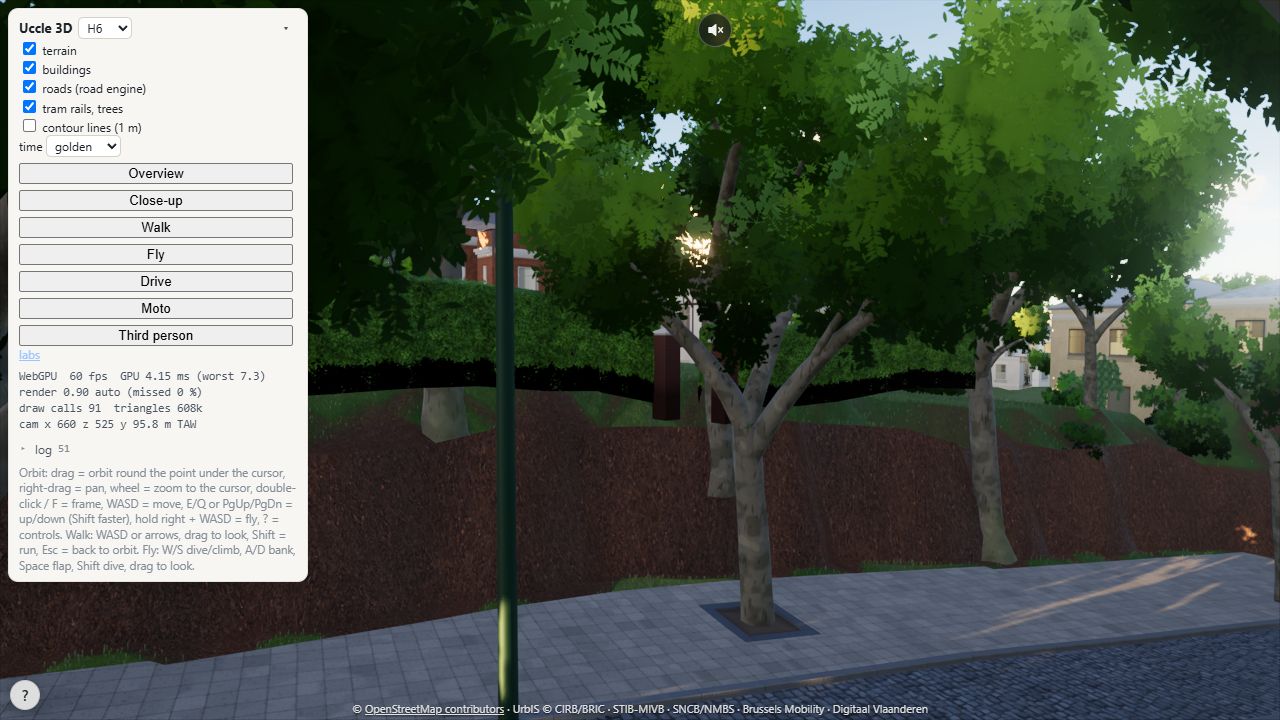 Uccle 3D H6
terrain
buildings
roads (road engine)
tram rails, trees
contour lines (1 m)
time golden
Overview
Close-up
Walk
Fly
Drive
Moto
Third person
labs
WebGPU 60 fps GPU 4.15 ms (worst 7.3)
render 0.90 auto (missed 0 %)
draw calls 91 triangles 608k
cam x 660 z 525 y 95.8 m TAW
log 51
Orbit: drag = orbit round the point under the cursor,
right-drag = pan, wheel = zoom to the cursor, double-
click / F = frame, WASD = move, E/Q or PgUp/PgDn =
up/down (Shift faster), hold right + WASD = fly, ? =
controls. Walk: WASD or arrows, drag to look, Shift =
run, Esc = back to orbit. Fly: W/S dive/climb, A/D bank,
Space flap, Shift dive, drag to look.
?
© OpenStreetMap contributors · UrbIS © CIRB/BRIC · STIB-MIVB · SNCB/NMBS · Brussels Mobility · Digitaal Vlaanderen